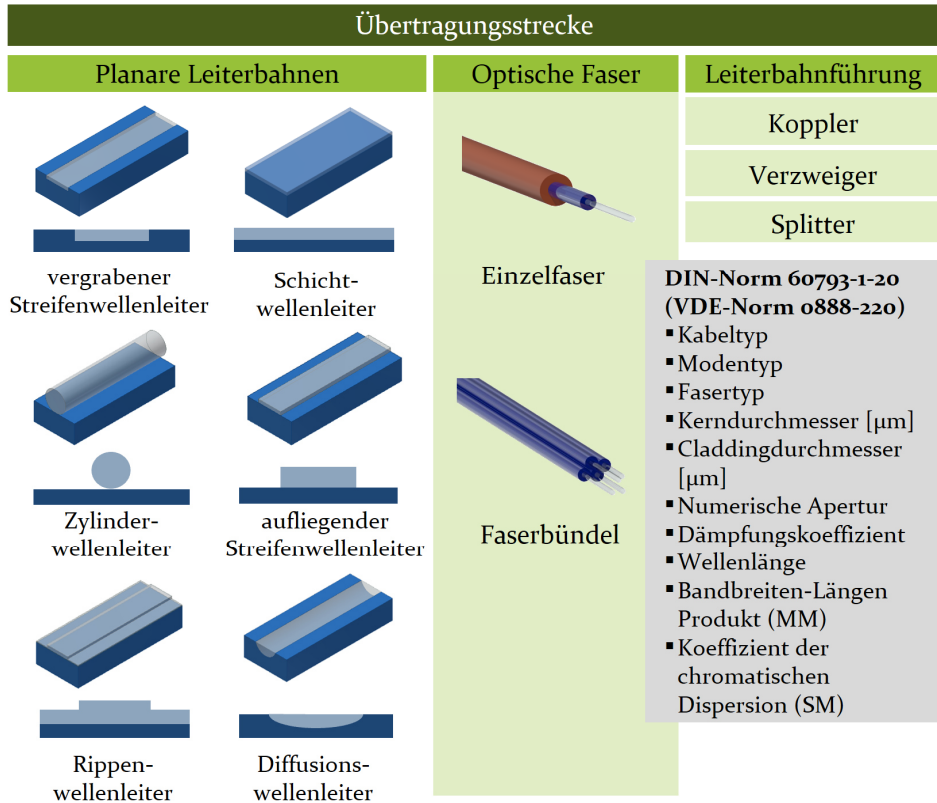 Übertragungsstrecke
Planare Leiterbahnen
vergrabener
Streifenwellenleiter
Schicht-
wellenleiter
Zylinder-
wellenleiter
aufliegender
Streifenwellenleiter
Rippen-
wellenleiter
Diffusions-
wellenleiter
Optische Faser
Einzelfaser
Faserbündel
Leiterbahnführung
Koppler
Verzweiger
Splitter
DIN-Norm 60793-1-20
(VDE-Norm 0888-220)
▪ Kabeltyp
▪ Modentyp
▪ Fasertyp
▪ Kerndurchmesser [µm]
▪ Claddingdurchmesser
[µm]
▪ Numerische Apertur
▪ Dämpfungskoeffizient
▪ Wellenlänge
▪ Bandbreiten-Längen
Produkt (MM)
▪ Koeffizient der
chromatischen
Dispersion (SM)